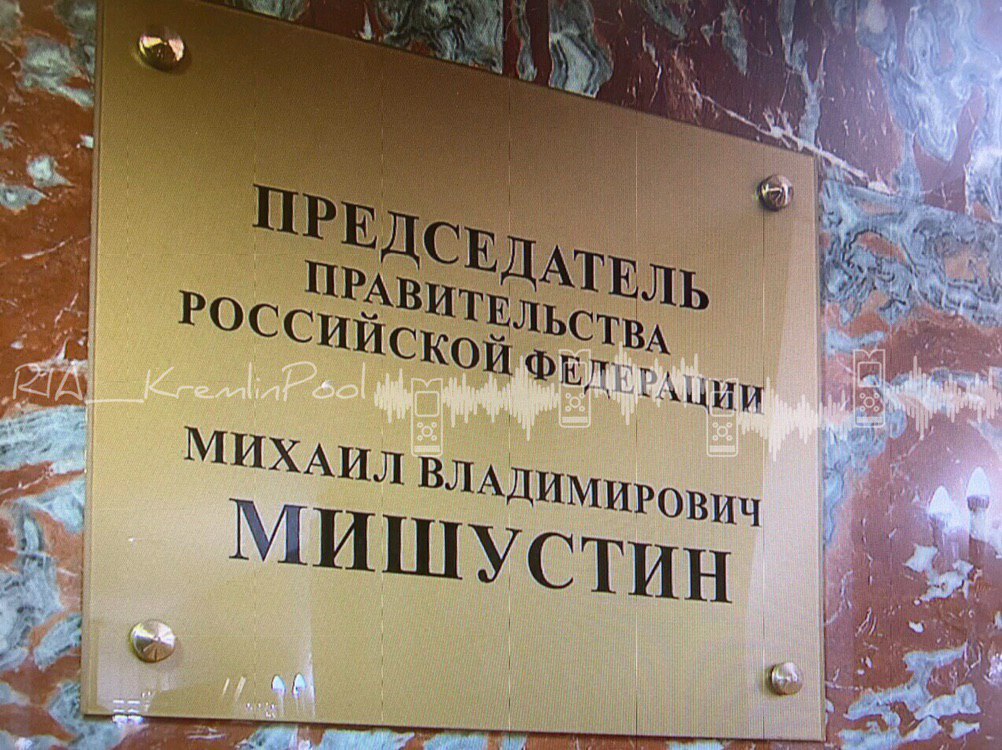 ПРЕДСЕДАТЕЛЬ
ПРАВИТЕЛЬСТВА
РОССИЙСКОЙ ФЕДЕРАЦИИ
RIA_KremlinPool
МИХАИЛ ВЛАДИМИРОВИЧ
МИШУСТИН